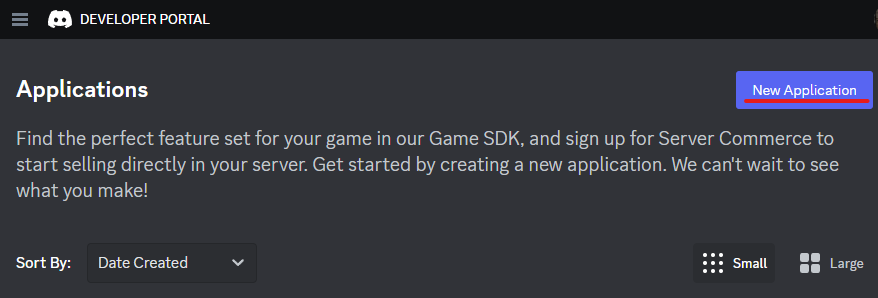 DEVELOPER PORTAL
Applications
New Application
Find the perfect feature set for your game in our Game SDK, and sign up for Server Commerce to
start selling directly in your server. Get started by creating a new application. We can't wait to see
what you make!
Sort By: Date Created Small Large